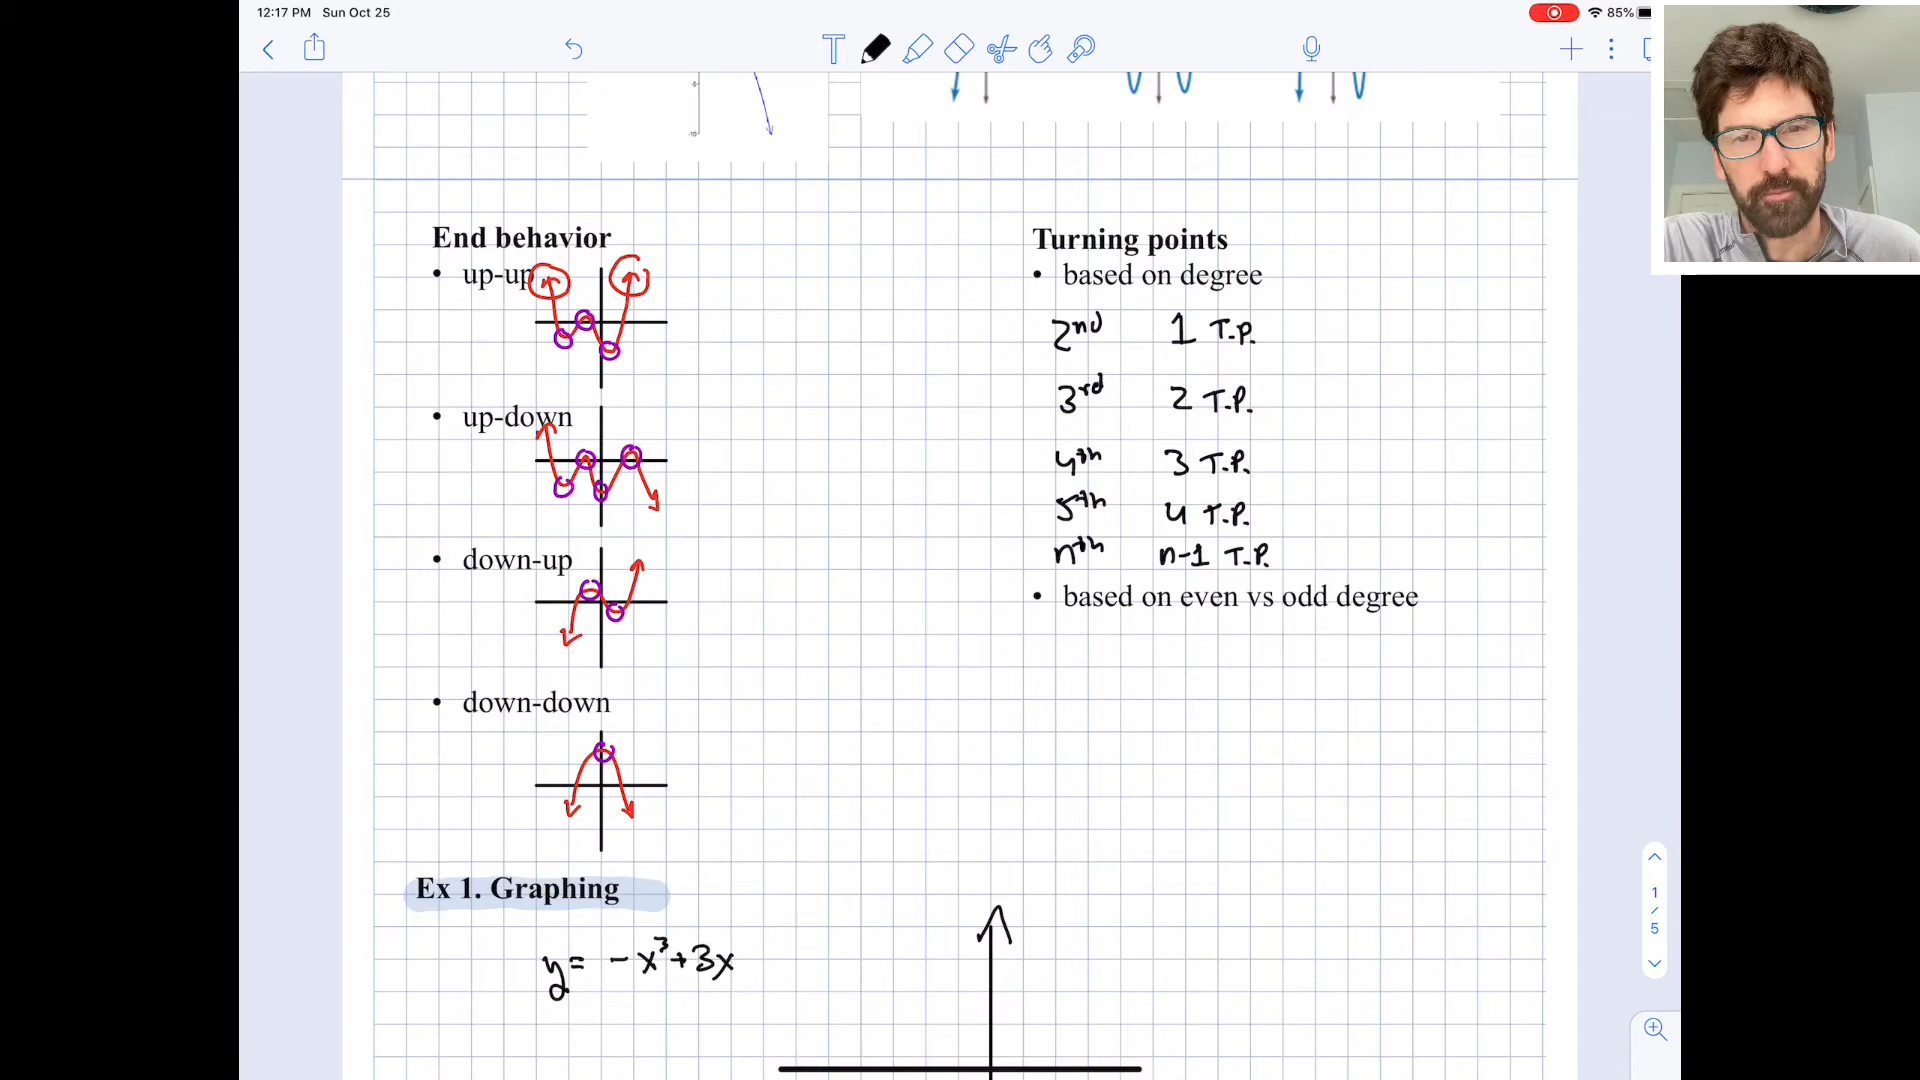 12:17 PM Sun Oct 25
85%
T
-5
-10
End behavior
• up-up
• up-down
• down-up
• down-down
Turning points
• based on degree
2nd 1 T.P.
3rd 2 T.P.
4th 3 T.P.
5th 4 T.P.
nth n-1 T.P.
• based on even vs odd degree
Ex 1. Graphing
y = -x³+3x
1
/
5